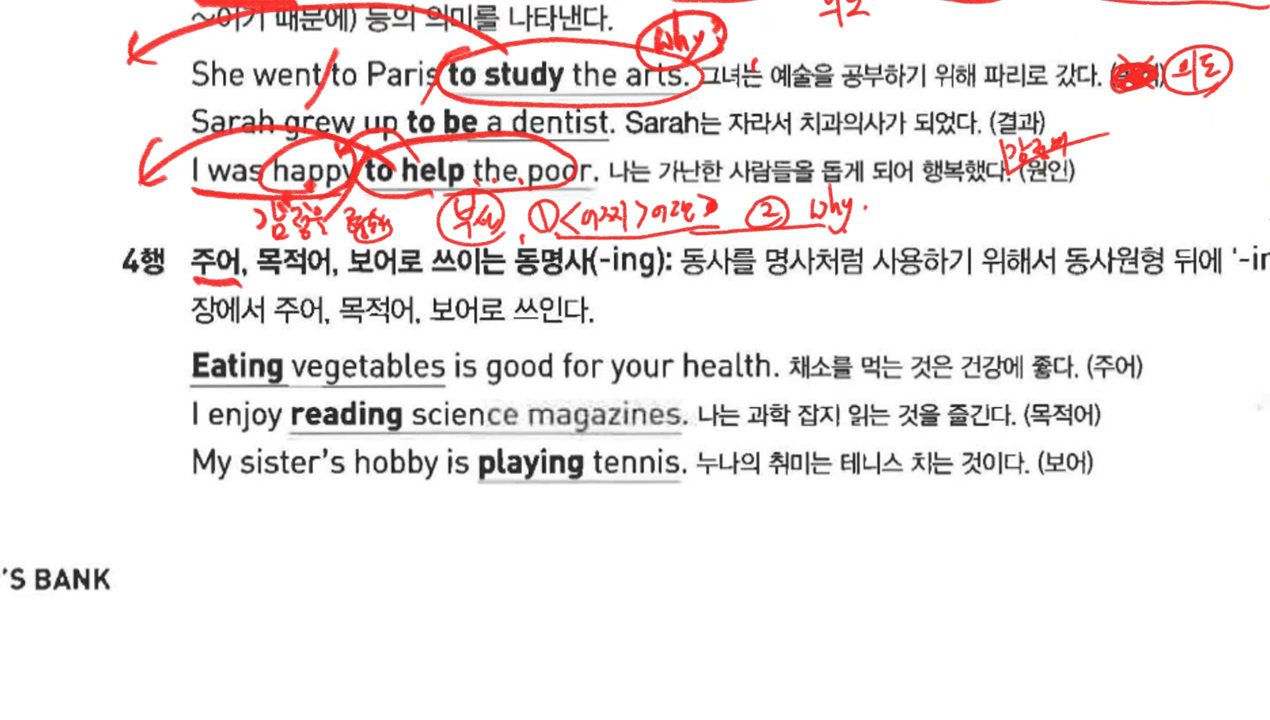 ~이기 때문에) 등의 의미를 나타낸다.
why?
She went to Paris to study the arts. 그녀는 예술을 공부하기 위해 파리로 갔다. 의도
Sarah grew up to be a dentist. Sarah는 자라서 치과의사가 되었다. (결과)
I was happy to help the poor. 나는 가난한 사람들을 돕게 되어 행복했다. (원인)
① ② why.
4행 주어, 목적어, 보어로 쓰이는 동명사(-ing): 동사를 명사처럼 사용하기 위해서 동사원형 뒤에 '-in
장에서 주어, 목적어, 보어로 쓰인다.
Eating vegetables is good for your health. 채소를 먹는 것은 건강에 좋다. (주어)
I enjoy reading science magazines. 나는 과학 잡지 읽는 것을 즐긴다. (목적어)
My sister's hobby is playing tennis. 누나의 취미는 테니스 치는 것이다. (보어)
'S BANK